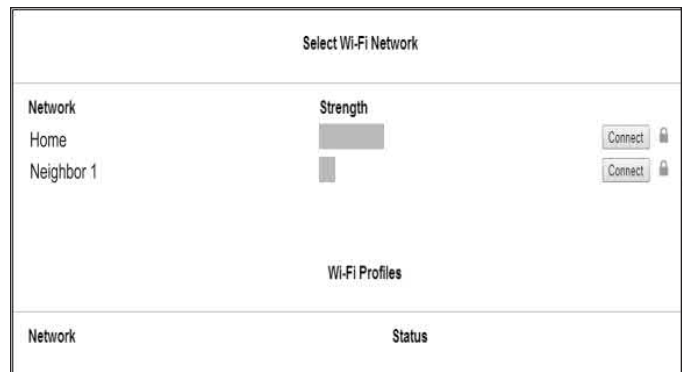 Select Wi-Fi Network
Network Strength
Home Connect
Neighbor 1 Connect
Wi-Fi Profiles
Network Status